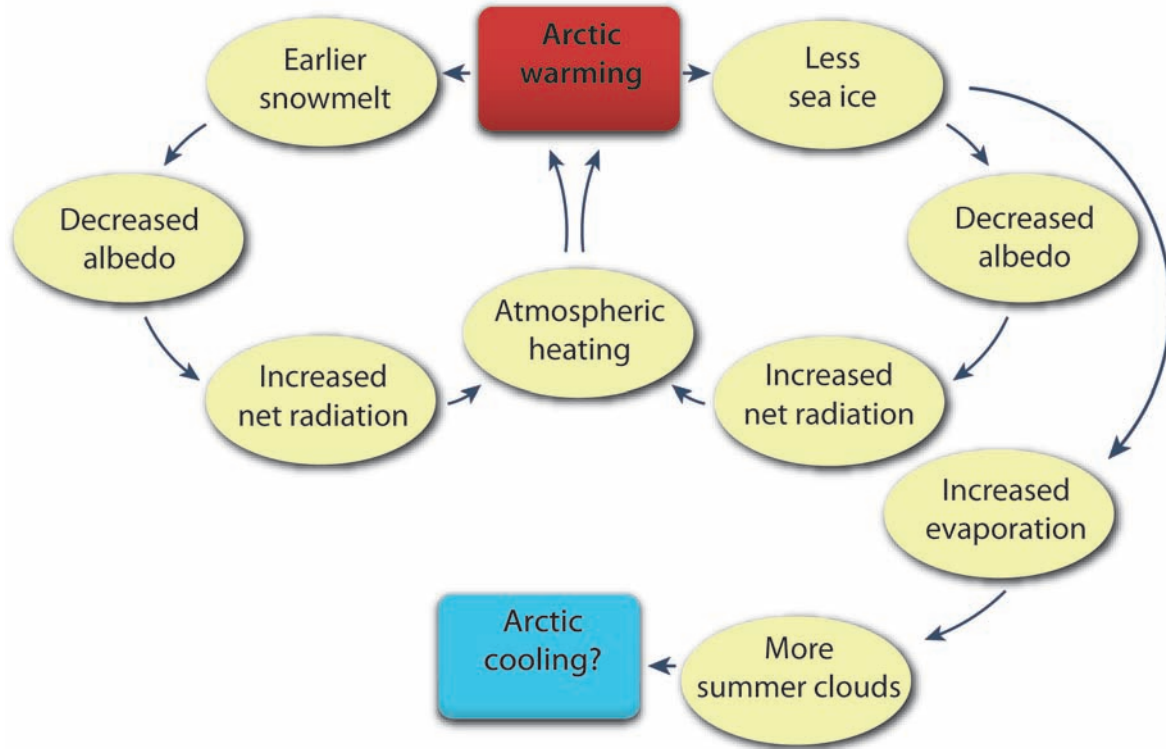 Arctic
warming
Earlier
snowmelt
Less
sea ice
Decreased
albedo
Decreased
albedo
Atmospheric
heating
Increased
net radiation
Increased
net radiation
Increased
evaporation
Arctic
cooling?
More
summer clouds